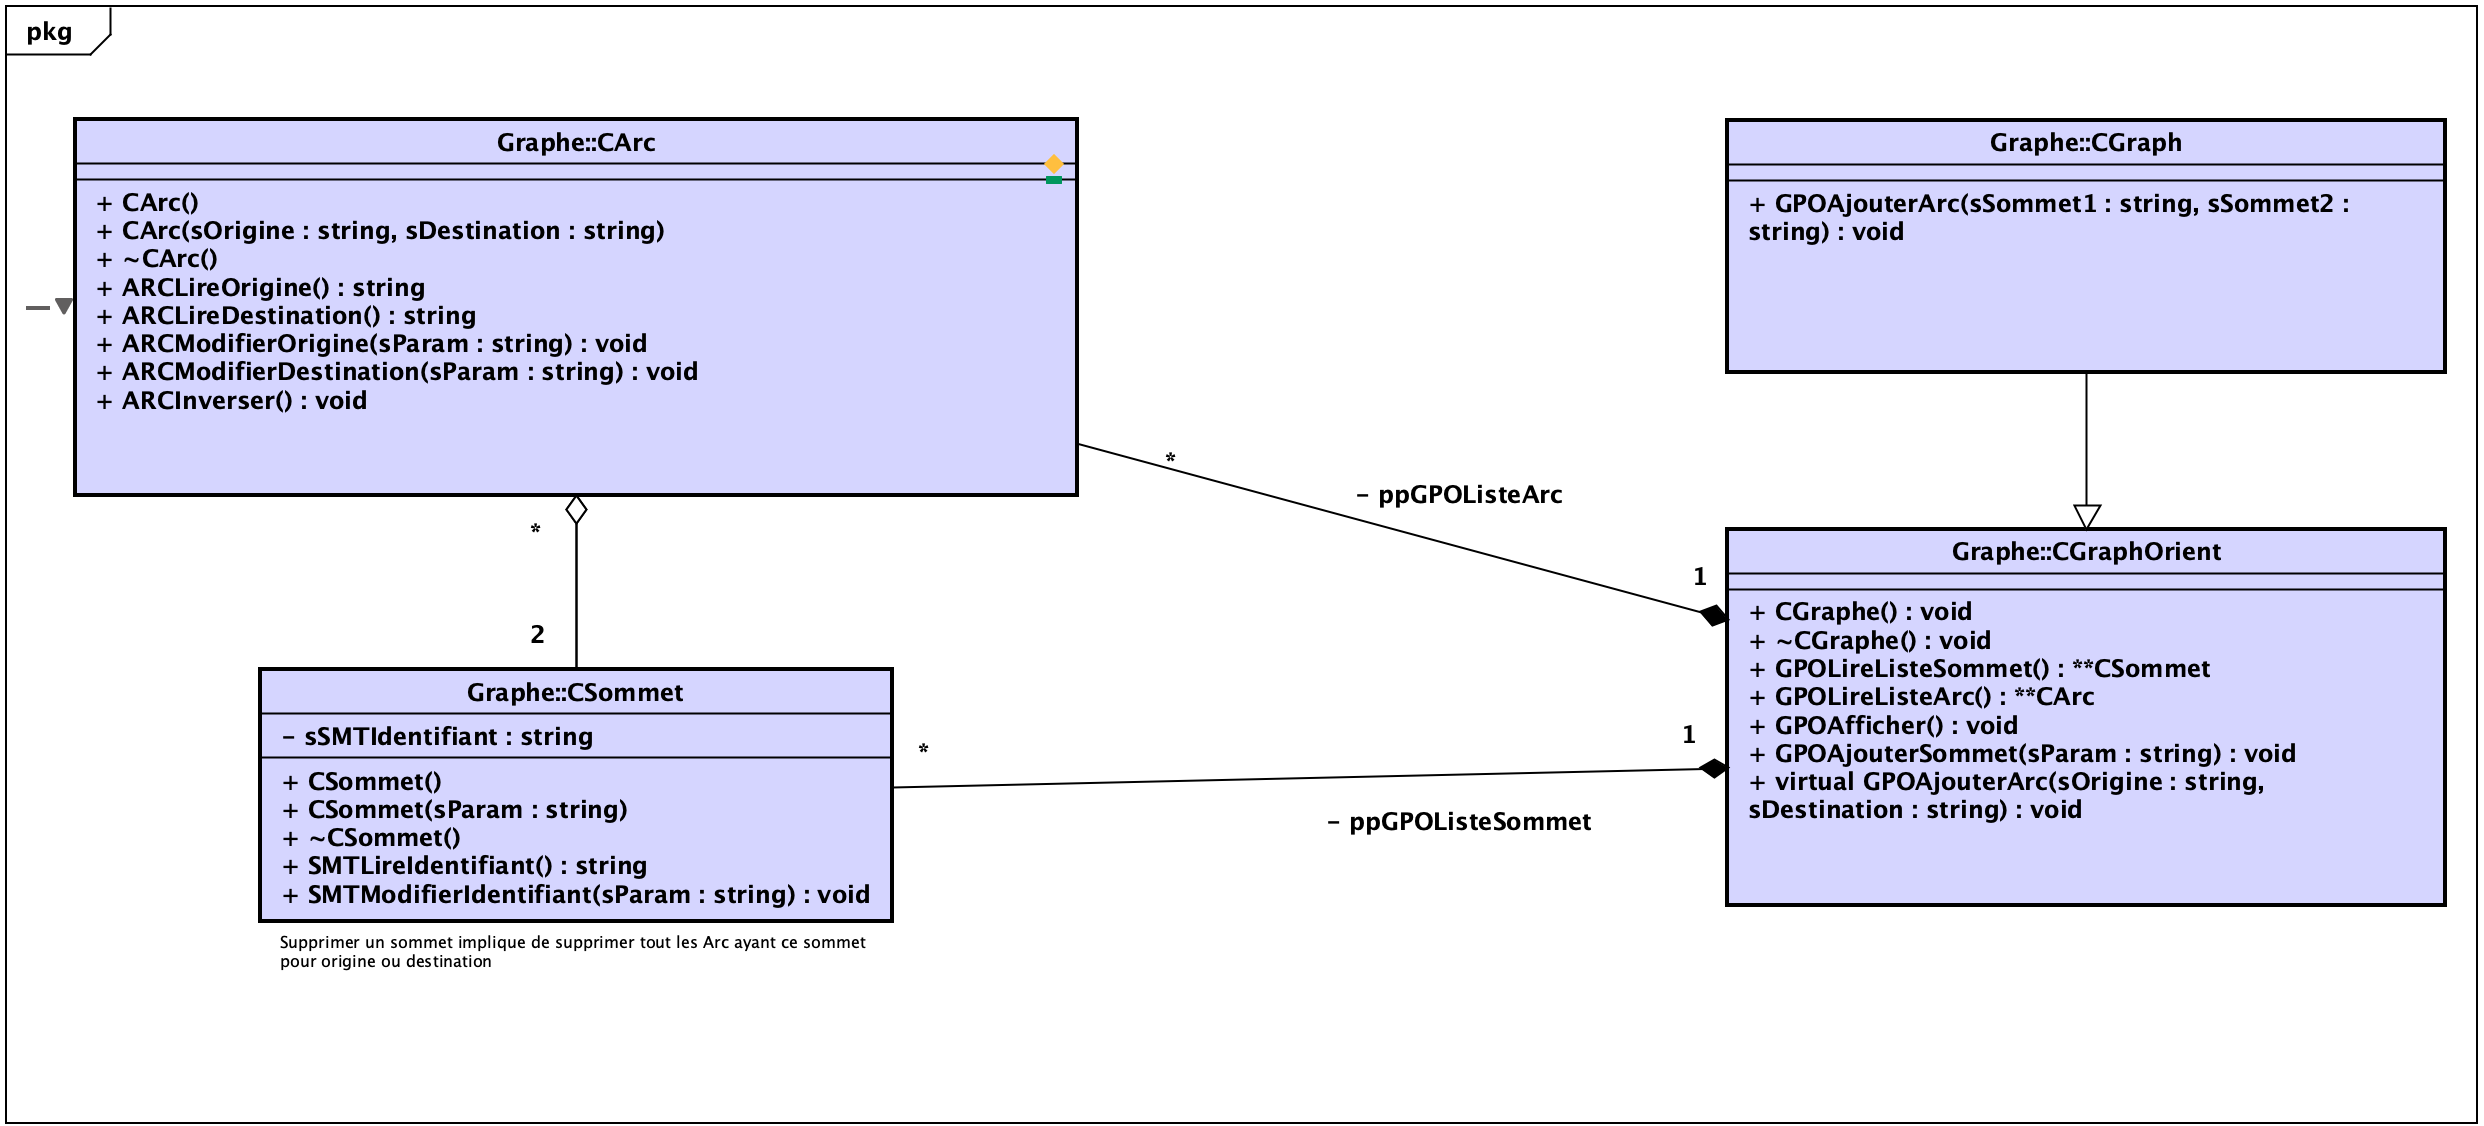 pkg
Graphe::CArc
+ CArc()
+ CArc(sOrigine : string, sDestination : string)
+ ~CArc()
+ ARCLireOrigine() : string
+ ARCLireDestination() : string
+ ARCModifierOrigine(sParam : string) : void
+ ARCModifierDestination(sParam : string) : void
+ ARCInverser() : void
Graphe::CGraph
+ GPOAjouterArc(sSommet1 : string, sSommet2 :
string) : void
*
- ppGPOListeArc
1
*
2
Graphe::CSommet
- sSMTIdentifiant : string
+ CSommet()
+ CSommet(sParam : string)
+ ~CSommet()
+ SMTLireIdentifiant() : string
+ SMTModifierIdentifiant(sParam : string) : void
Supprimer un sommet implique de supprimer tout les Arc ayant ce sommet
pour origine ou destination
*
1
- ppGPOListeSommet
Graphe::CGraphOrient
+ CGraphe() : void
+ ~CGraphe() : void
+ GPOLireListeSommet() : **CSommet
+ GPOLireListeArc() : **CArc
+ GPOAfficher() : void
+ GPOAjouterSommet(sParam : string) : void
+ virtual GPOAjouterArc(sOrigine : string,
sDestination : string) : void